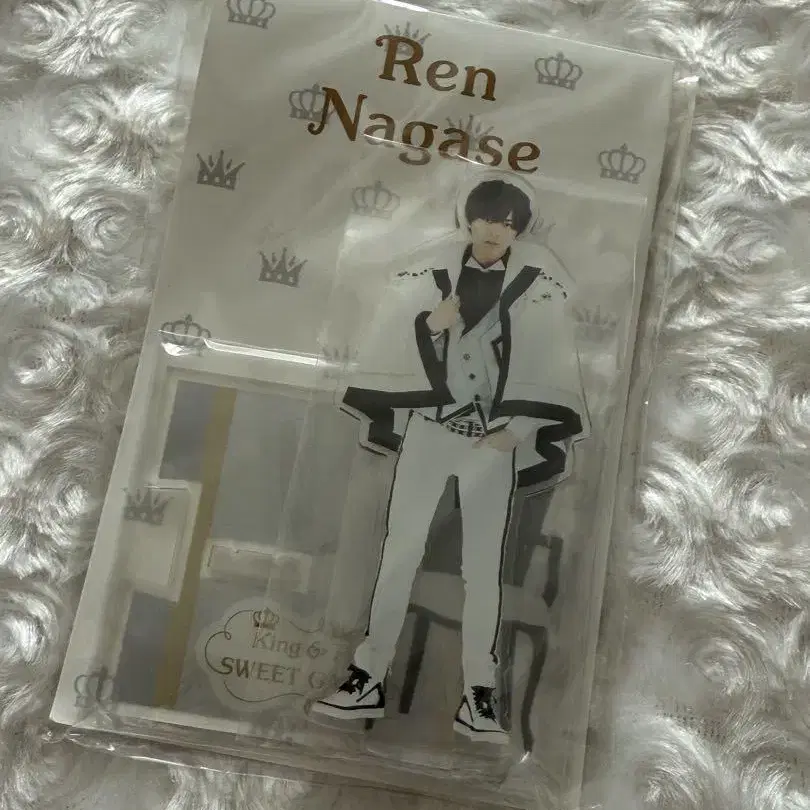 Ren
Nagase
King &
SWEET